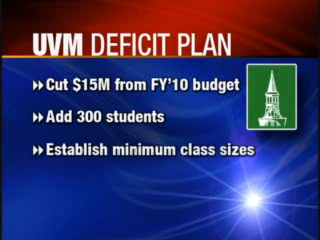 UVM DEFICIT PLAN
Cut $15M from FY'10 budget
Add 300 students
Establish minimum class sizes